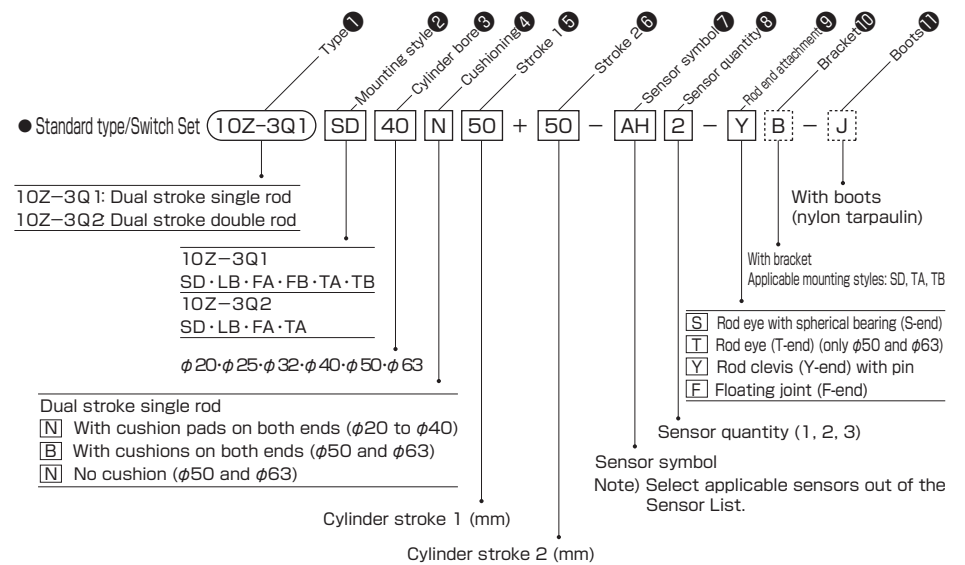 Type❶
Mounting style❷
Cylinder bore❸
Cushioning❹
Stroke 1❺
Stroke 2❻
Sensor symbol❼
Sensor quantity❽
Rod end attachment❾
Bracket❿
Boots⓫
● Standard type/Switch Set 10Z-3Q1 SD 40 N 50 + 50 - AH 2 - Y B - J
10Z-3Q1: Dual stroke single rod
10Z-3Q2: Dual stroke double rod
With boots
(nylon tarpaulin)
10Z-3Q1
SD・LB・FA・FB・TA・TB
10Z-3Q2
SD・LB・FA・TA
With bracket
Applicable mounting styles: SD, TA, TB
φ20・φ25・φ32・φ40・φ50・φ63
S Rod eye with spherical bearing (S-end)
T Rod eye (T-end) (only φ50 and φ63)
Y Rod clevis (Y-end) with pin
F Floating joint (F-end)
Dual stroke single rod
N With cushion pads on both ends (φ20 to φ40)
B With cushions on both ends (φ50 and φ63)
N No cushion (φ50 and φ63)
Sensor quantity (1, 2, 3)
Sensor symbol
Note) Select applicable sensors out of the
Sensor List.
Cylinder stroke 1 (mm)
Cylinder stroke 2 (mm)